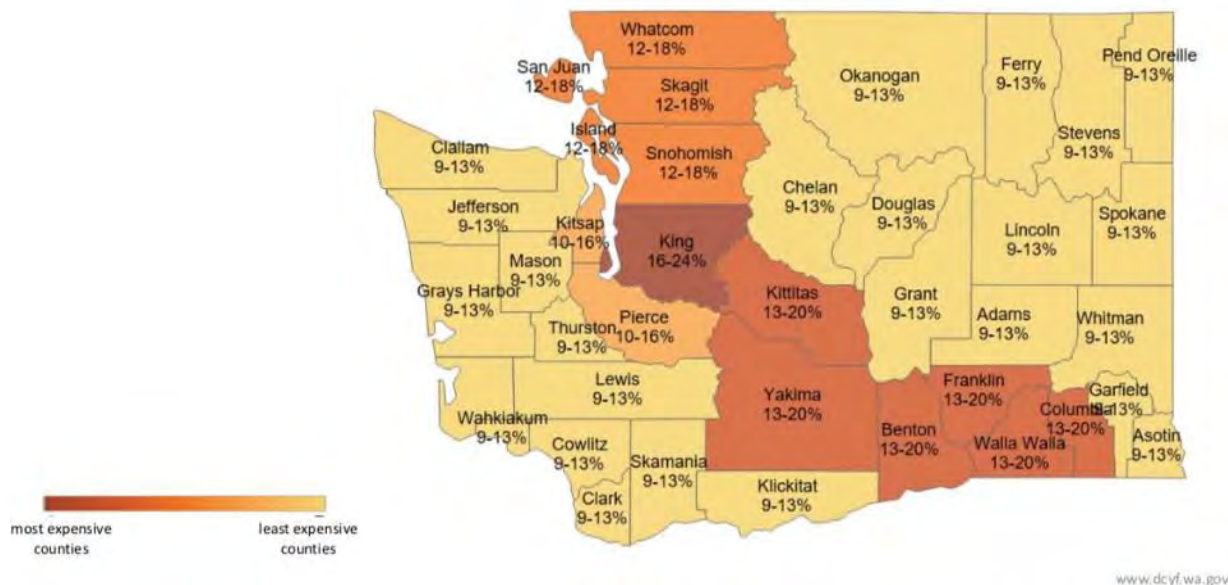 Whatcom
12-18%
San Juan
12-18%
Skagit
12-18%
Island
12-18%
Snohomish
12-18%
Okanogan
9-13%
Ferry
9-13%
Pend Oreille
9-13%
Stevens
9-13%
Clallam
9-13%
Jefferson
9-13%
Kitsap
10-16%
King
16-24%
Chelan
9-13%
Douglas
9-13%
Lincoln
9-13%
Spokane
9-13%
Mason
9-13%
Grays Harbor
9-13%
Thurston
9-13%
Pierce
10-16%
Kittitas
13-20%
Grant
9-13%
Adams
9-13%
Whitman
9-13%
Lewis
9-13%
Yakima
13-20%
Franklin
13-20%
Benton
13-20%
Walla Walla
13-20%
Columbia
13-20%
Garfield
9-13%
Asotin
9-13%
Wahkiakum
9-13%
Cowlitz
9-13%
Skamania
9-13%
Clark
9-13%
Klickitat
9-13%
most expensive
counties
least expensive
counties
www.dcyf.wa.gov